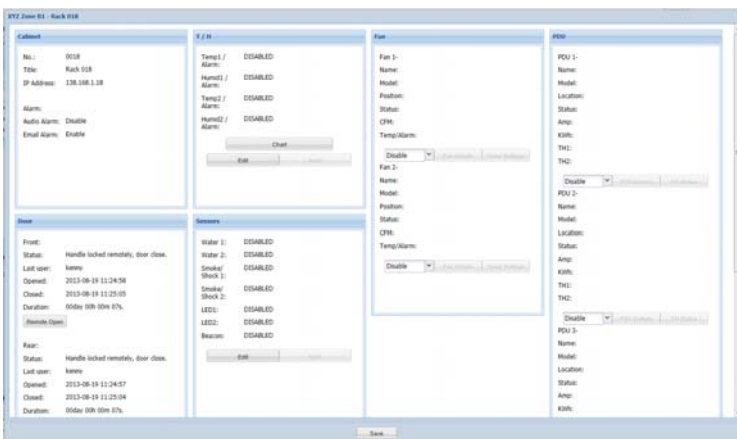 XYZ Zone 01 - Rack 018
Cabinet
No.: 0018
Title: Rack 018
IP Address: 138.168.1.18
Alarm:
Audio Alarm: Disable
Email Alarm: Enable
T / H
Temp1 / Alarm: DISABLED
Humid1 / Alarm: DISABLED
Temp2 / Alarm: DISABLED
Humid2 / Alarm: DISABLED
Chart
Edit
Fan
Fan 1-
Name:
Model:
Position:
Status:
CFM:
Temp/Alarm:
Disable
Fan 2-
Name:
Model:
Position:
Status:
CFM:
Temp/Alarm:
Disable
PDU
PDU 1-
Name:
Model:
Location:
Status:
Amp:
KWh:
TH1:
TH2:
Disable
PDU 2-
Name:
Model:
Location:
Status:
Amp:
KWh:
TH1:
TH2:
Disable
PDU 3-
Name:
Model:
Location:
Status:
Amp:
KWh:
Door
Front:
Status: Handle locked remotely, door close.
Last user: kenny
Opened: 2013-08-19 11:24:58
Closed: 2013-08-19 11:25:05
Duration: 00day 00h 00m 07s.
Remote Open
Rear:
Status: Handle locked remotely, door close.
Last user: kenny
Opened: 2013-08-19 11:24:57
Closed: 2013-08-19 11:25:04
Duration: 00day 00h 00m 07s.
Sensors
Water 1: DISABLED
Water 2: DISABLED
Smoke/ Shock 1: DISABLED
Smoke/ Shock 2: DISABLED
LED1: DISABLED
LED2: DISABLED
Beacon: DISABLED
Edit
Save